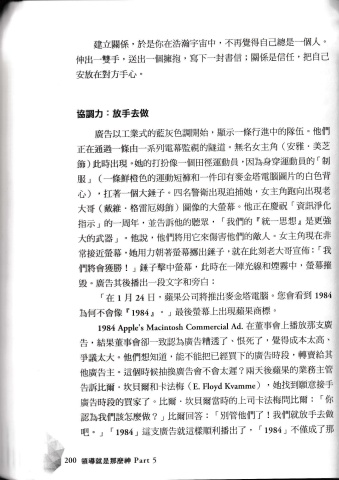 建立關係，於是你在浩瀚宇宙中，不再覺得自己總是一個人。
伸出一雙手，送出一個擁抱，寫下一封書信；關係是信任，把自己
安放在對方手心。
協調力：放手去做
廣告以工業式的藍灰色調開始，顯示一條行進中的隊伍。他們
正在通過一條由一系列電幕監視的隧道。無名女主角（安雅．美芝
飾）此時出現。她的打扮像一個田徑運動員，因為身穿運動員的「制
服」（一條鮮橙色的運動短褲和一件印有麥金塔電腦圖片的白色背
心），扛著一個大錘子。四名警衛出現追捕她，女主角跑向出現老
大哥（戴維．格雷厄姆飾）圖像的大螢幕。他正在慶祝「資訊淨化
指示」的一周年，並告訴他的聽眾，「我們的『統一思想』是更強
大的武器」。他說，他們將用它來傷害他們的敵人。女主角現在非
常接近螢幕，她用力朝著螢幕擲出錘子，就在此刻老大哥宣佈：「我
們將會獲勝！」錘子擊中螢幕，此時在一陣光線和煙霧中，螢幕摧
毀。廣告其後播出一段文字和旁白：
「在 1 月 24 日，蘋果公司將推出麥金塔電腦。您會看到 1984
為何不會像『1984』。」最後螢幕上出現蘋果商標。
1984 Apple's Macintosh Commercial Ad. 在董事會上播放那支廣
告，結果董事會卻一致認為廣告糟透了、恨死了，覺得成本太高、
爭議太大。他們想知道，能不能把已經買下的廣告時段，轉賣給其
他廣告主。這個時候抽換廣告會不會太遲？兩天後蘋果的業務主管
告訴比爾．坎貝爾和卡法梅（E. Floyd Kvamme），她找到願意接手
廣告時段的買家了。比爾．坎貝爾當時的上司卡法梅問比爾：「你
認為我們該怎麼做？」比爾回答：「別管他們了！我們就放手去做
吧。」「1984」這支廣告就這樣順利播出了，「1984」不僅成了那
200 領導就是那麼神 Part 5